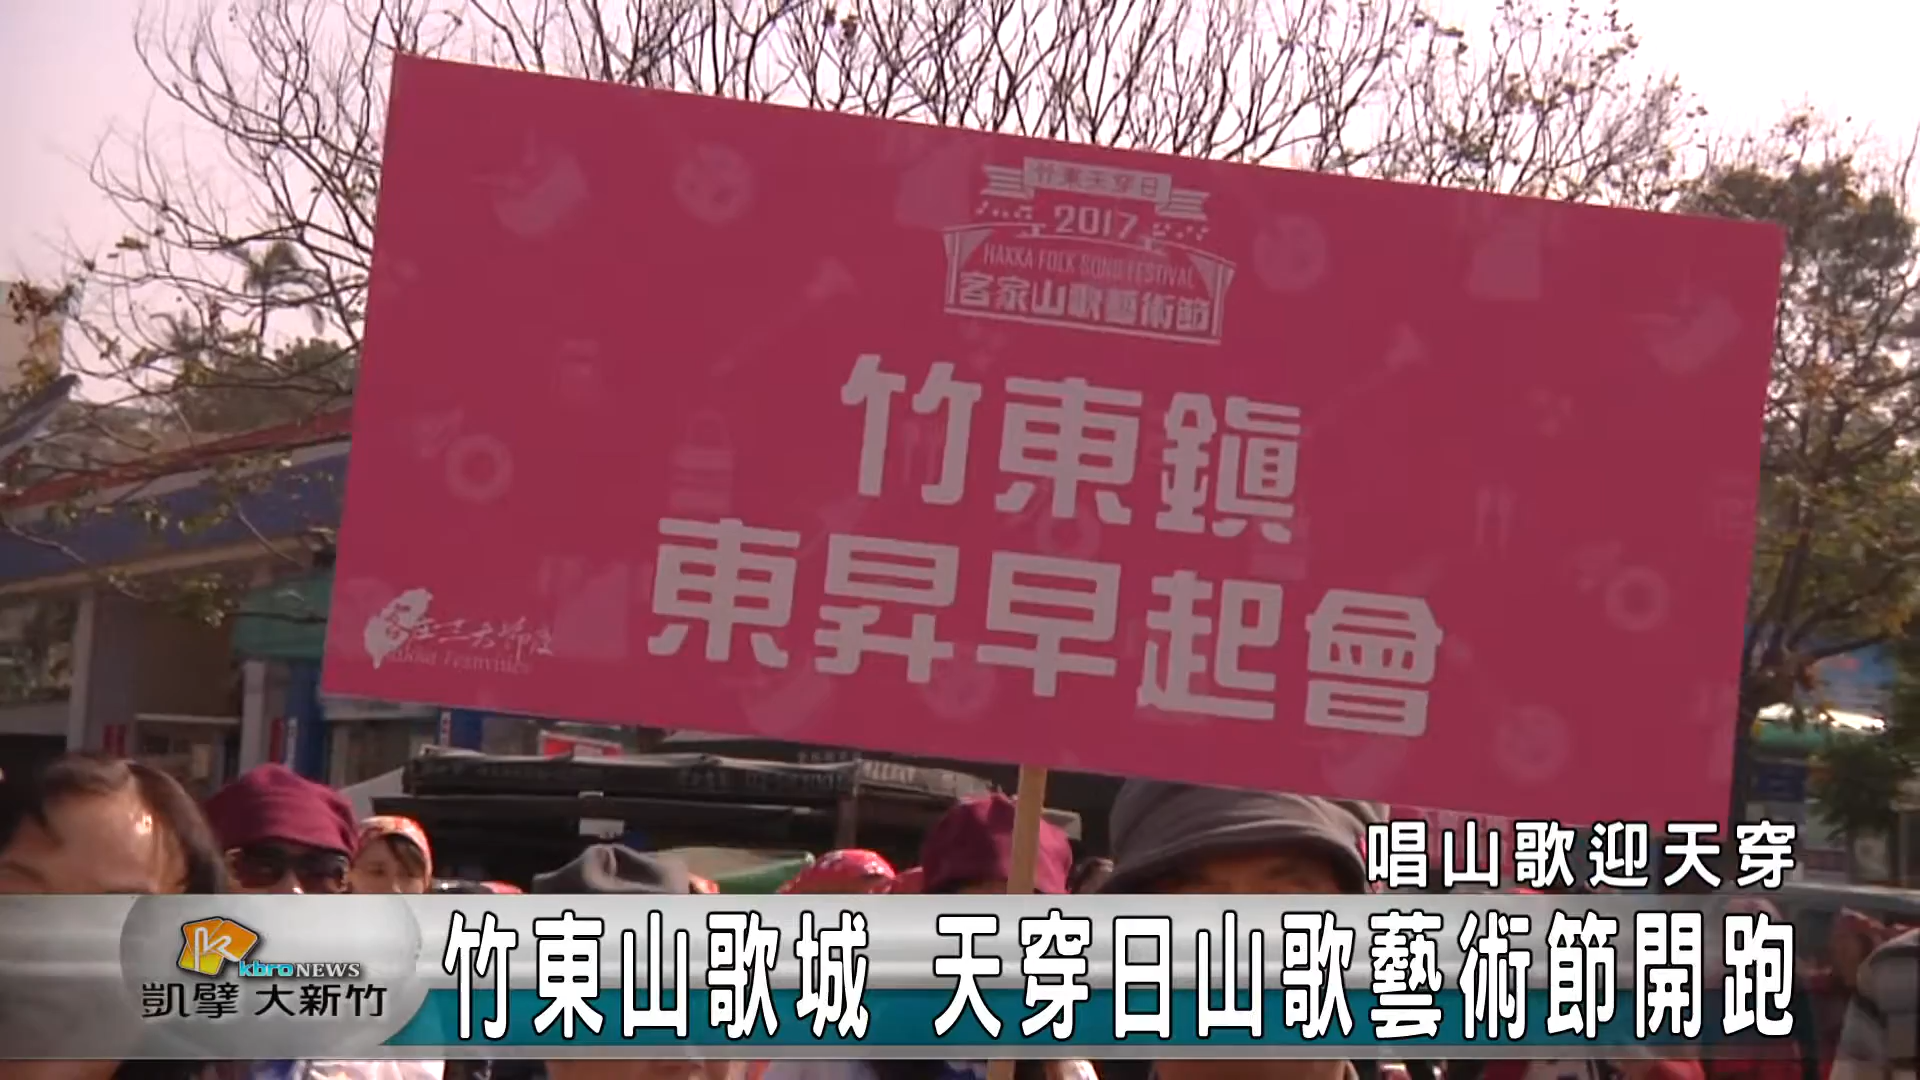 竹東天穿日
2017
HAKKA FOLK SONG FESTIVAL
客家山歌藝術節
竹東鎮
東昇早起會
唱山歌迎天穿
竹東山歌城 天穿日山歌藝術節開跑
kbro NEWS
凱擘 大新竹